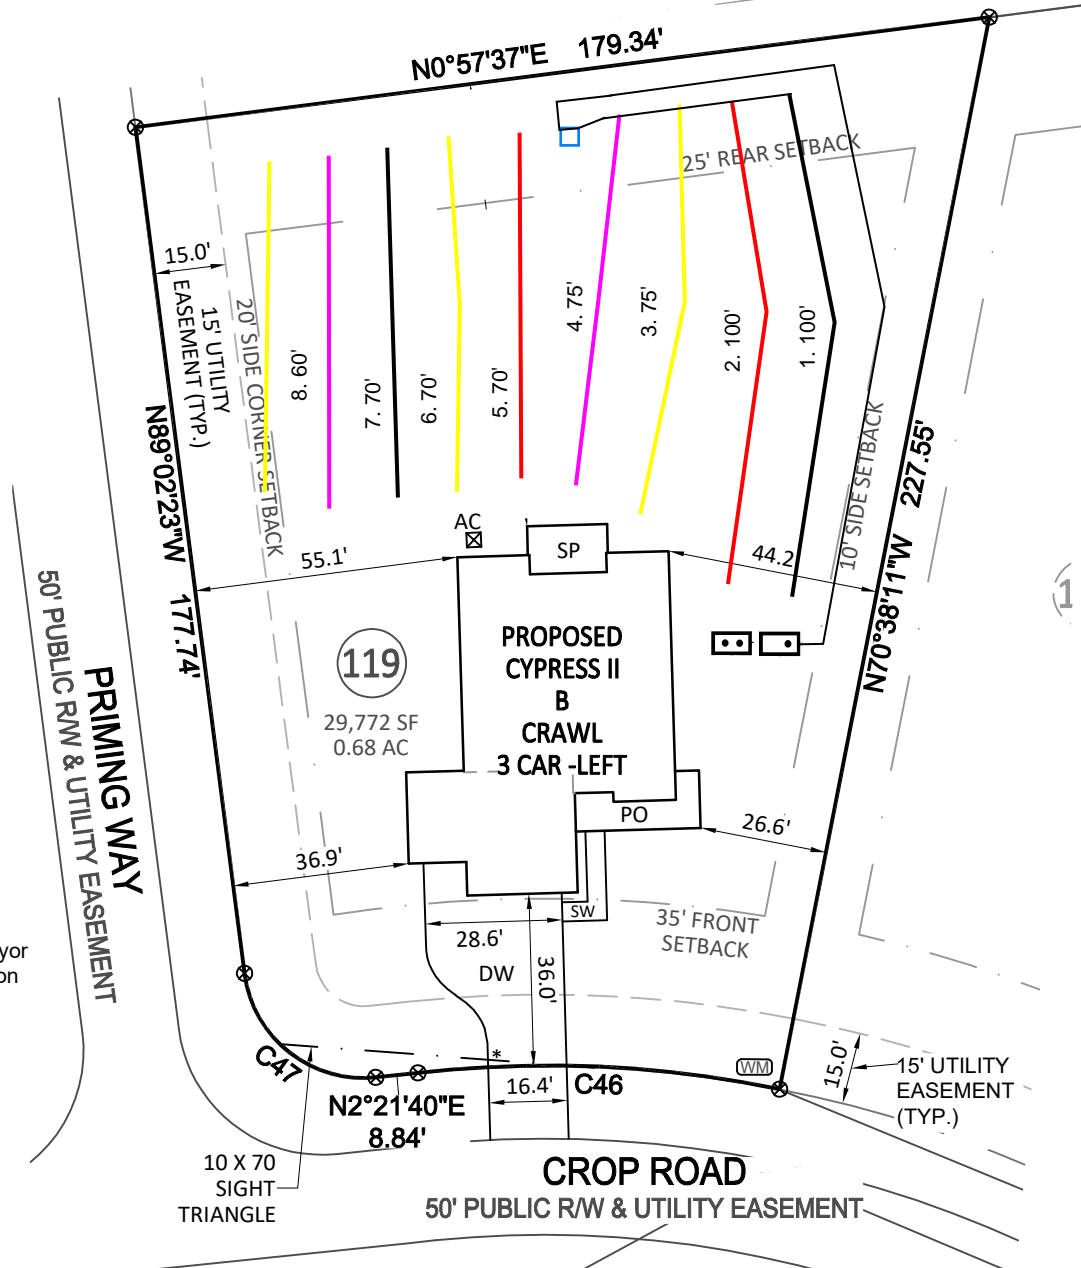 N0°57'37"E 179.34'
25' REAR SETBACK
15.0'
15' UTILITY
EASEMENT (TYP.)
20' SIDE CORNER SETBACK
8. 60'
7. 70'
6. 70'
5. 70'
4. 75'
3. 75'
2. 100'
1. 100'
N89°02'23"W 177.74'
10' SIDE SETBACK
N70°38'11"W 227.55'
AC
SP
55.1'
44.2
50' PUBLIC R/W & UTILITY EASEMENT
PRIMING WAY
119
29,772 SF
0.68 AC
PROPOSED
CYPRESS II
B
CRAWL
3 CAR -LEFT
1
PO
26.6'
36.9'
SW
35' FRONT
SETBACK
28.6'
DW
36.0'
yor
on
C47
*
WM
16.4'
C46
15.0'
15' UTILITY
EASEMENT
(TYP.)
N2°21'40"E
8.84'
10 X 70
SIGHT
TRIANGLE
CROP ROAD
50' PUBLIC R/W & UTILITY EASEMENT